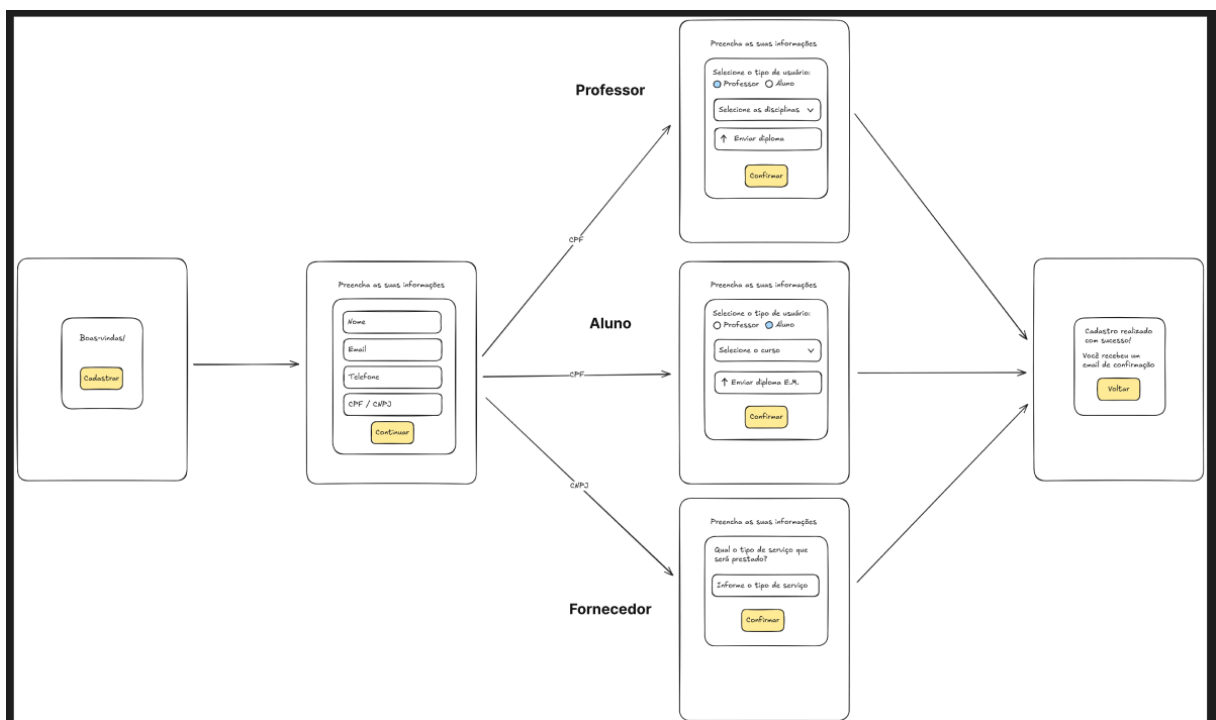 Boas-vindas!
Cadastrar
Preencha as suas informações
Nome
Email
Telefone
CPF / CNPJ
Continuar
CPF
CPF
CNPJ
Professor
Preencha as suas informações
Selecione o tipo de usuário:
Professor Aluno
Selecione as disciplinas
Enviar diploma
Confirmar
Aluno
Preencha as suas informações
Selecione o tipo de usuário:
Professor Aluno
Selecione o curso
Enviar diploma E.M.
Confirmar
Fornecedor
Preencha as suas informações
Qual o tipo de serviço que
será prestado?
Informe o tipo de serviço
Confirmar
Cadastro realizado
com sucesso!
Você recebeu um
email de confirmação
Voltar